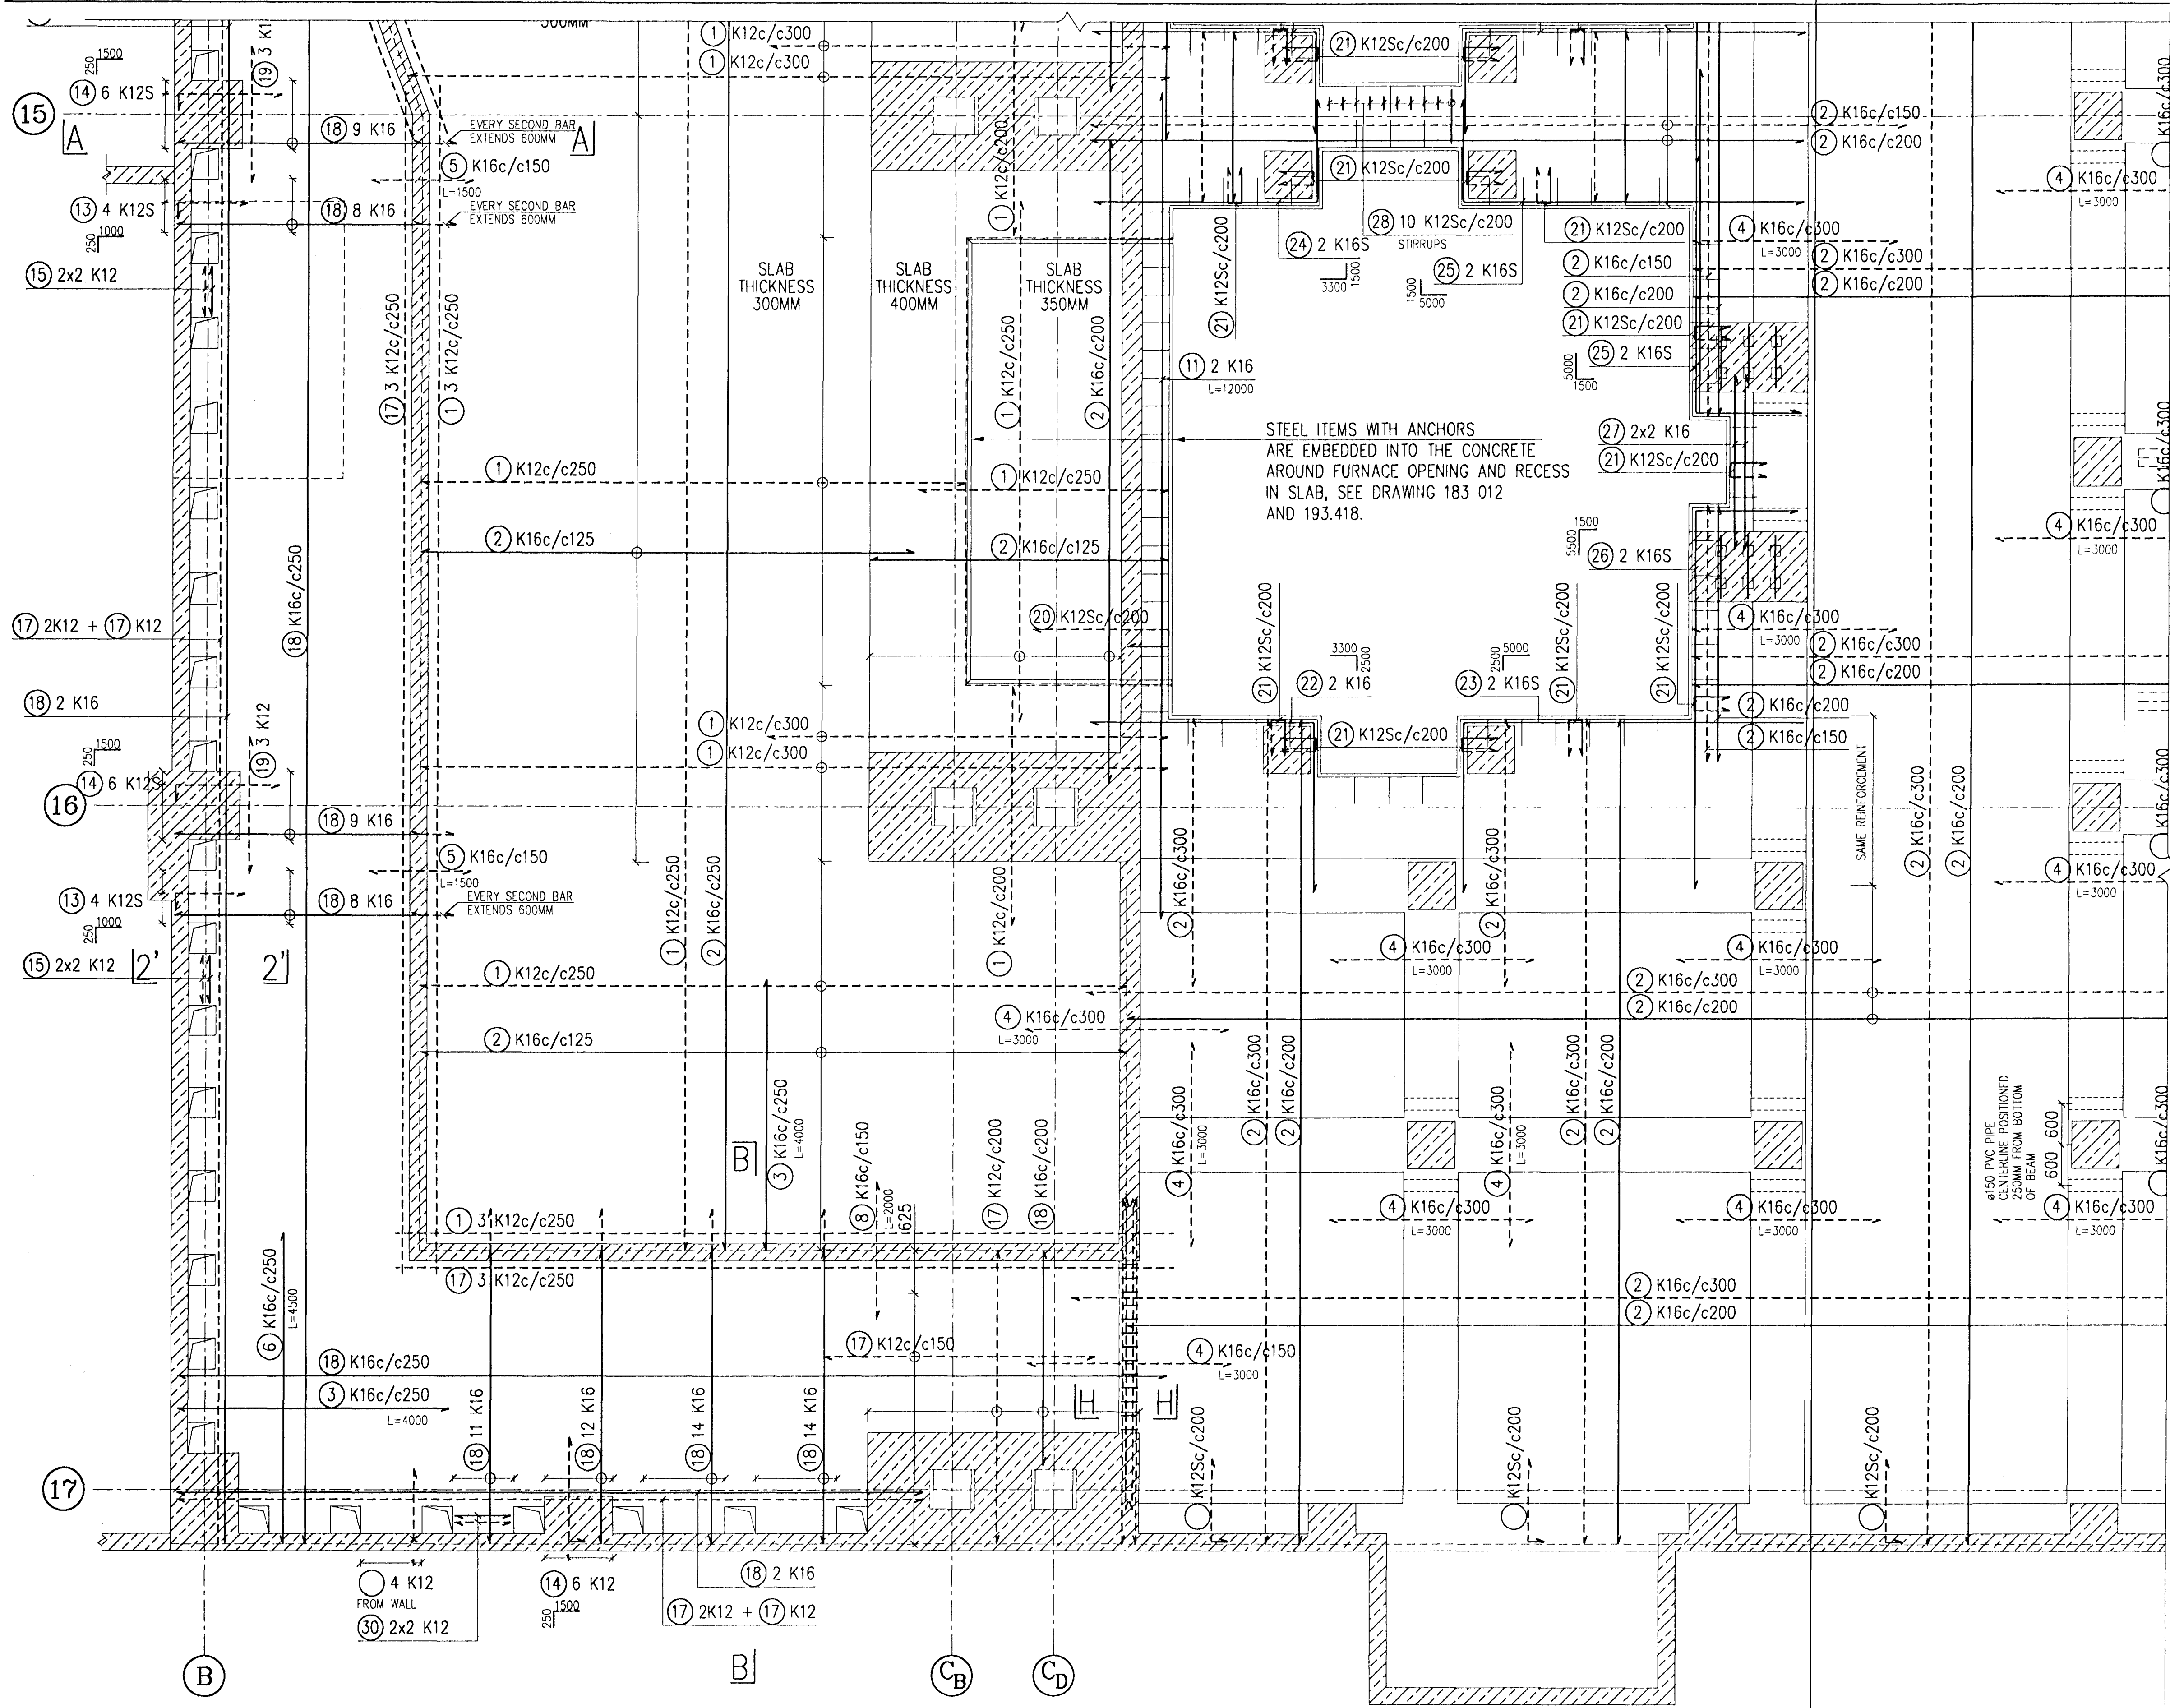 300MM
1 K12c/c300
1 K12c/c300
21 K12Sc/c200
1500
250
19 3 K1
14 6 K12S
15
A
18 9 K16
EVERY SECOND BAR
EXTENDS 600MM
A
5 K16c/c150
L=1500
1 K12c/c200
2 K16c/c150
2 K16c/c200
K16c/c300
21 K12Sc/c200
4 K16c/c300
L=3000
13 4 K12S
1000
250
18 8 K16
EVERY SECOND BAR
EXTENDS 600MM
15 2x2 K12
SLAB
THICKNESS
300MM
SLAB
THICKNESS
400MM
SLAB
THICKNESS
350MM
21 K12Sc/c200
24 2 K16S
3300
1500
28 10 K12Sc/c200
STIRRUPS
25 2 K16S
1500
5000
21 K12Sc/c200
2 K16c/c150
2 K16c/c200
21 K12Sc/c200
25 2 K16S
5000
1500
4 K16c/c300
L=3000
2 K16c/c300
2 K16c/c200
17 3 K12c/c250
1 3 K12c/c250
1 K12c/c250
2 K16c/c200
11 2 K16
L=12000
STEEL ITEMS WITH ANCHORS
ARE EMBEDDED INTO THE CONCRETE
AROUND FURNACE OPENING AND RECESS
IN SLAB, SEE DRAWING 183 012
AND 193.418.
27 2x2 K16
21 K12Sc/c200
K16c/c300
1 K12c/c250
1 K12c/c250
2 K16c/c125
2 K16c/c125
1500
5500
26 2 K16S
4 K16c/c300
L=3000
18 K16c/c250
17 2K12 + 17 K12
18 2 K16
20 K12Sc/c200
21 K12Sc/c200
3300
2500
22 2 K16
5000
2500
23 2 K16S
21 K12Sc/c200
21 K12Sc/c200
4 K16c/c300
L=3000
2 K16c/c300
2 K16c/c200
2 K16c/c200
2 K16c/c150
1 K12c/c300
1 K12c/c300
21 K12Sc/c200
1500
250
19 3 K12
14 6 K12S
16
18 9 K16
5 K16c/c150
L=1500
EVERY SECOND BAR
EXTENDS 600MM
13 4 K12S
1000
250
18 8 K16
15 2x2 K12
2'
2'
1 K12c/c250
2 K16c/c250
1 K12c/c200
2 K16c/c300
2 K16c/c300
SAME REINFORCEMENT
2 K16c/c300
2 K16c/c200
K16c/c300
4 K16c/c300
L=3000
4 K16c/c300
L=3000
4 K16c/c300
L=3000
2 K16c/c300
2 K16c/c200
1 K12c/c250
4 K16c/c300
L=3000
2 K16c/c125
3 K16c/c250
L=4000
B
8 K16c/c150
L=2000
625
17 K12c/c200
18 K16c/c200
4 K16c/c300
L=3000
2 K16c/c300
2 K16c/c200
4 K16c/c300
L=3000
2 K16c/c300
2 K16c/c200
ø150 PVC PIPE
CENTERLINE POSITIONED
250MM FROM BOTTOM
OF BEAM
600 600
K16c/c300
4 K16c/c300
L=3000
4 K16c/c300
L=3000
4 K16c/c300
L=3000
1 3 K12c/c250
17 3 K12c/c250
6 K16c/c250
L=4500
2 K16c/c300
2 K16c/c200
17 K12c/c150
4 K16c/c150
L=3000
18 K16c/c250
3 K16c/c250
L=4000
18 11 K16
18 12 K16
18 14 K16
18 14 K16
H
H
K12Sc/c200
K12Sc/c200
K12Sc/c200
17
4 K12
FROM WALL
30 2x2 K12
14 6 K12
1500
250
18 2 K16
17 2K12 + 17 K12
B
B
CB
CD